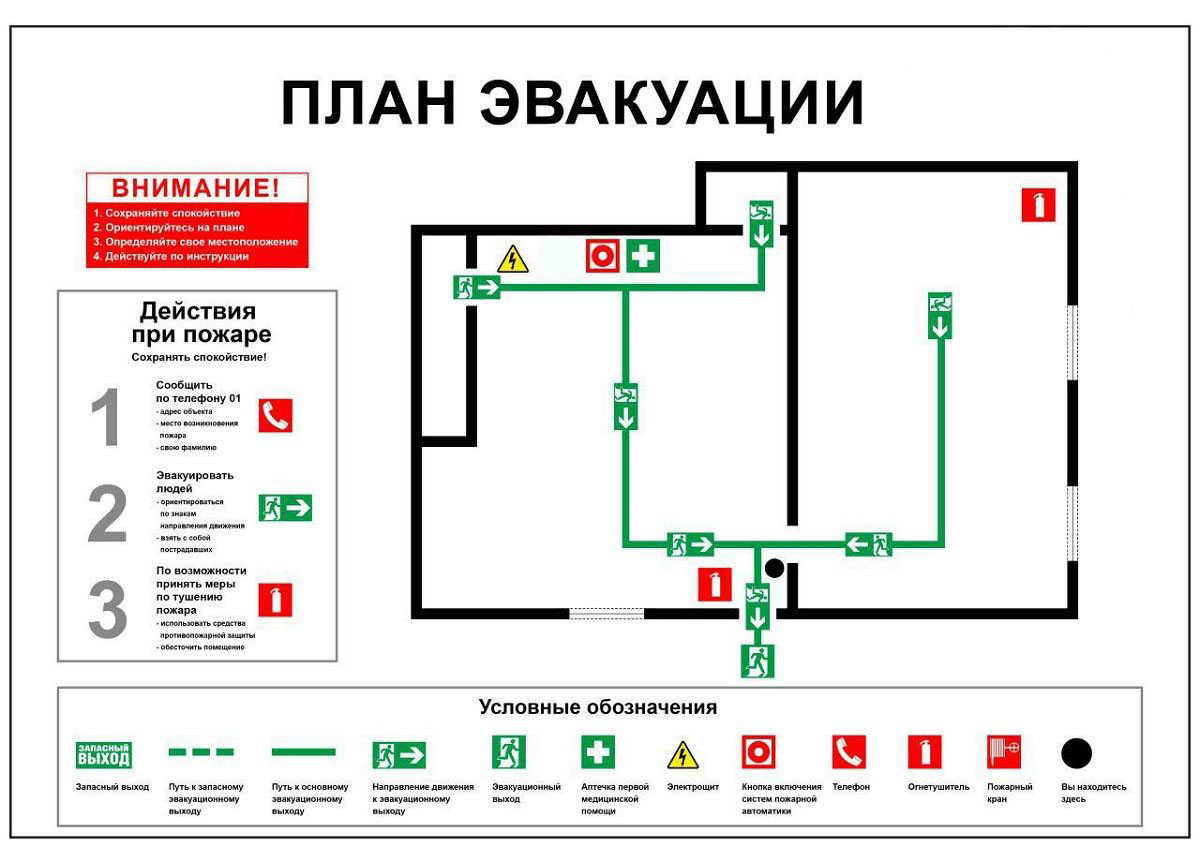 ПЛАН ЭВАКУАЦИИ
ВНИМАНИЕ!
1. Сохраняйте спокойствие
2. Ориентируйтесь на плане
3. Определяйте свое местоположение
4. Действуйте по инструкции
Действия
при пожаре
Сохранять спокойствие!
1
Сообщить
по телефону 01
- адрес объекта
- место возникновения
пожара
- свою фамилию
2
Эвакуировать
людей
- ориентироваться
по знакам
направления движения
- взять с собой
пострадавших
3
По возможности
принять меры
по тушению
пожара
- использовать средства
противопожарной защиты
- обесточить помещение
Условные обозначения
ЗАПАСНЫЙ
ВЫХОД
Запасный выход
Путь к запасному
эвакуационному
выходу
Путь к основному
эвакуационному
выходу
Направление движения
к эвакуационному
выходу
Эвакуационный
выход
Аптечка первой
медицинской
помощи
Электрощит
Кнопка включения
систем пожарной
автоматики
Телефон
Огнетушитель
Пожарный
кран
Вы находитесь
здесь